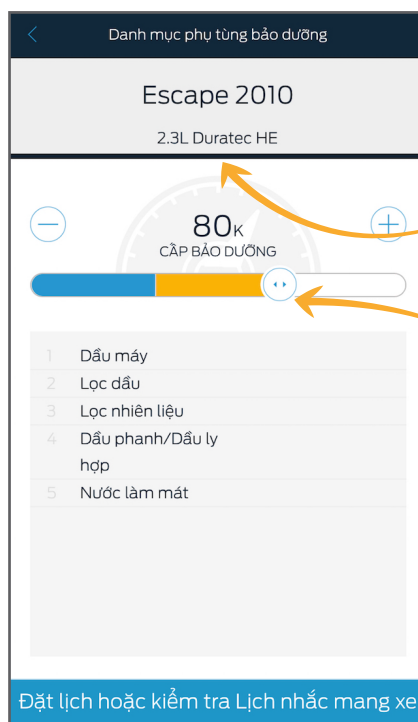 Danh mục phụ tùng bảo dưỡng
Escape 2010
2.3L Duratec HE
80K
CẤP BẢO DƯỠNG
1 Dầu máy
2 Lọc dầu
3 Lọc nhiên liệu
4 Dầu phanh/Dầu ly
hợp
5 Nước làm mát
Đặt lịch hoặc kiểm tra Lịch nhắc mang xe